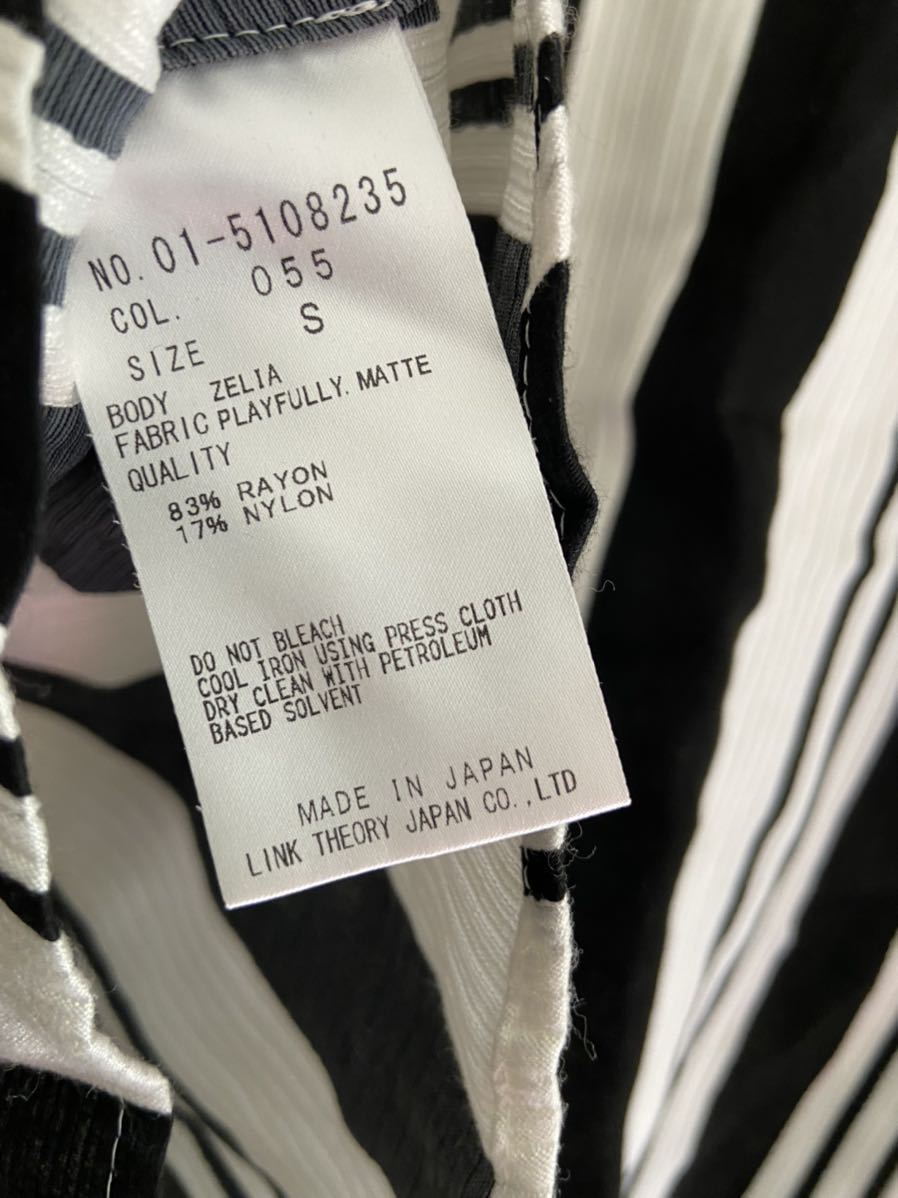 NO. 01-5108235
COL. 055
SIZE S
BODY ZELIA
FABRIC PLAYFULLY. MATTE
QUALITY
83% RAYON
17% NYLON
DO NOT BLEACH
COOL IRON USING PRESS CLOTH
DRY CLEAN WITH PETROLEUM
BASED SOLVENT
MADE IN JAPAN
LINK THEORY JAPAN CO.,LTD